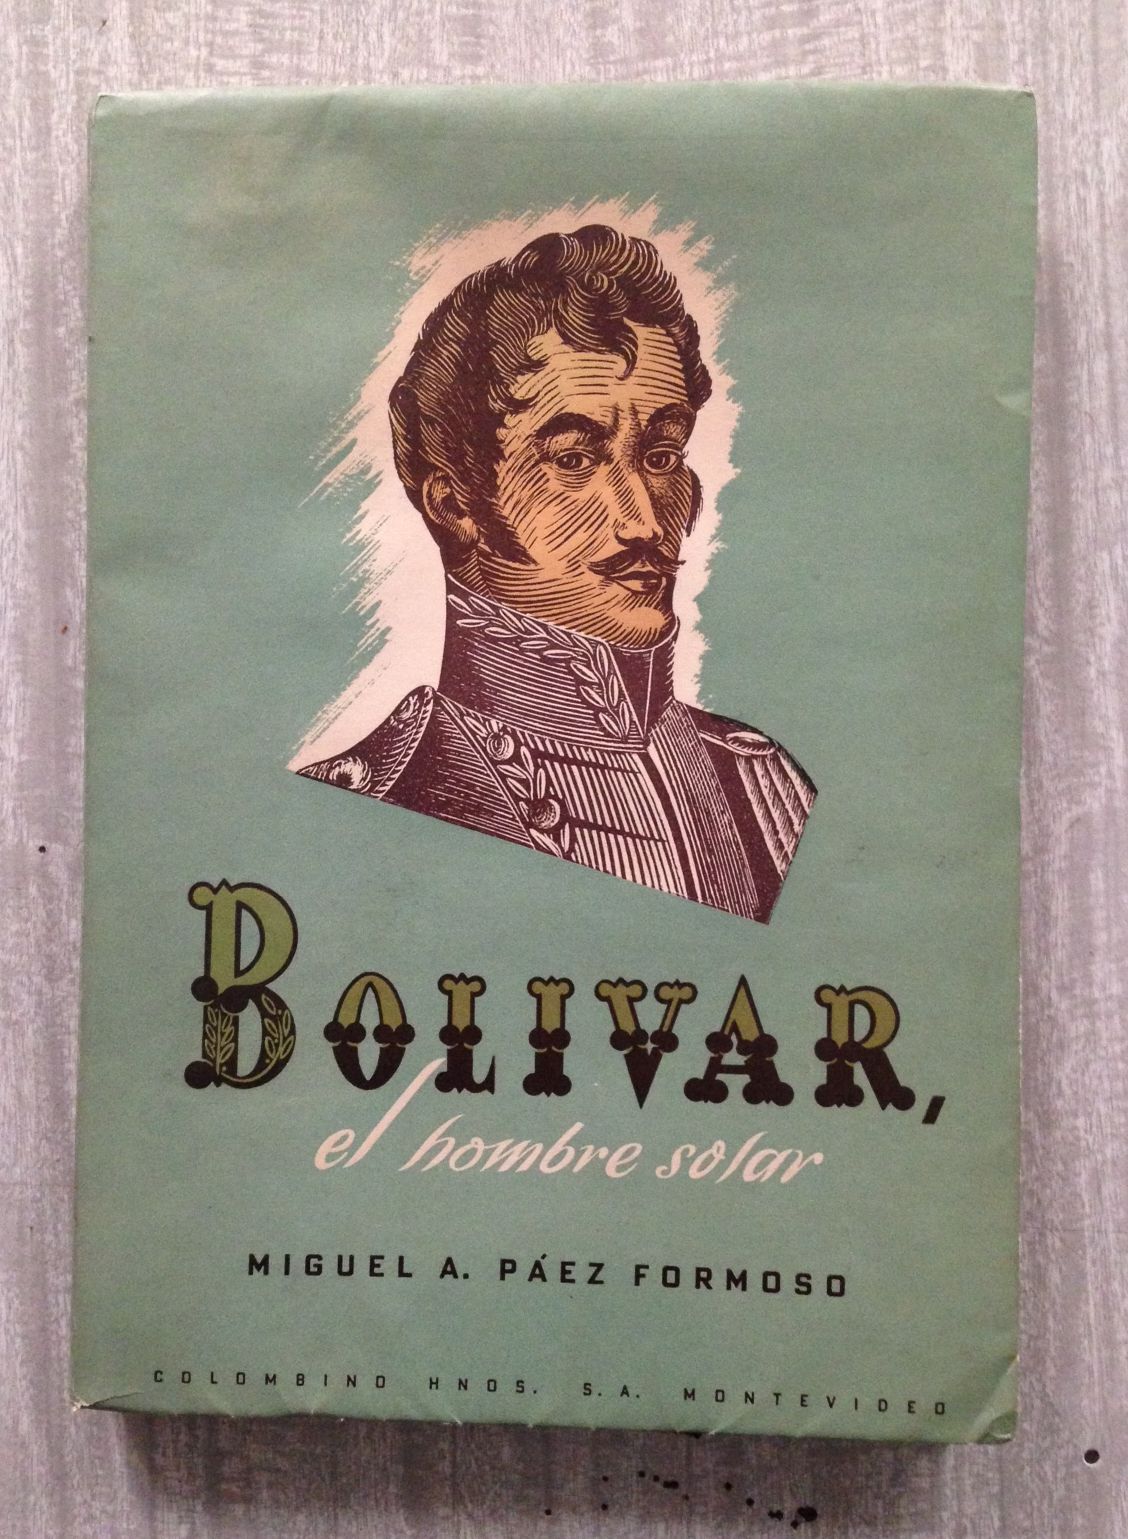 BOLIVAR,
el hombre solar
MIGUEL A. PÁEZ FORMOSO
COLOMBINO HNOS. S.A. MONTEVIDEO